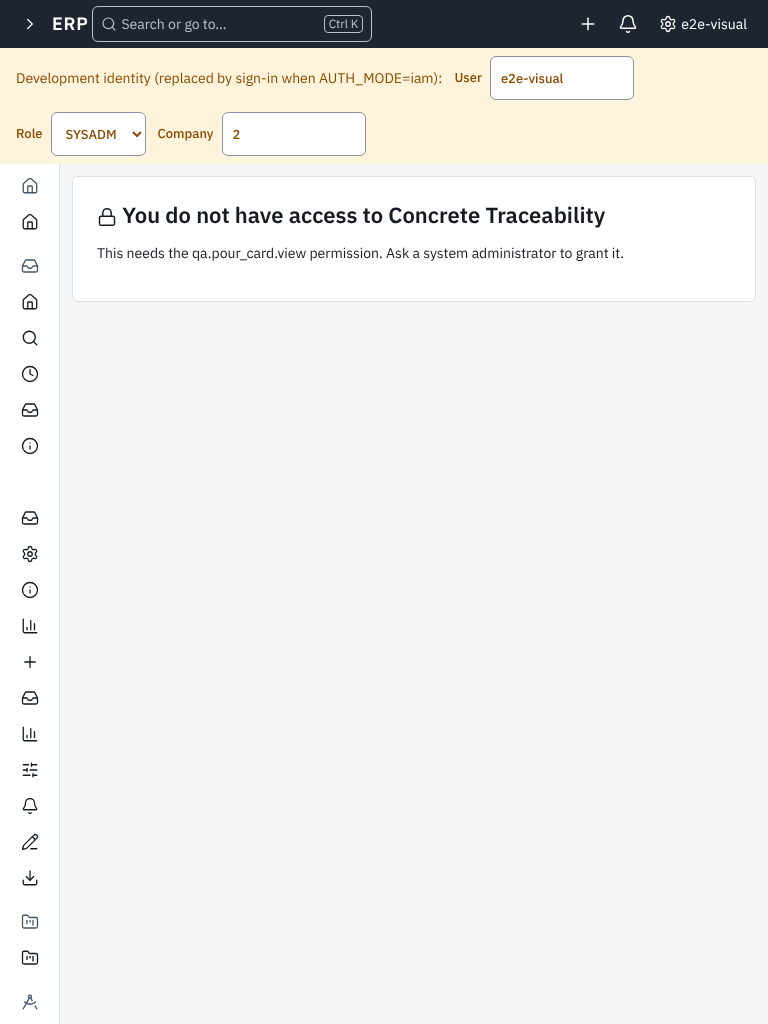 ERP
Search or go to...
Ctrl K
e2e-visual
Development identity (replaced by sign-in when AUTH_MODE=iam):
User
e2e-visual
Role
SYSADM
Company
2
You do not have access to Concrete Traceability
This needs the qa.pour_card.view permission. Ask a system administrator to grant it.